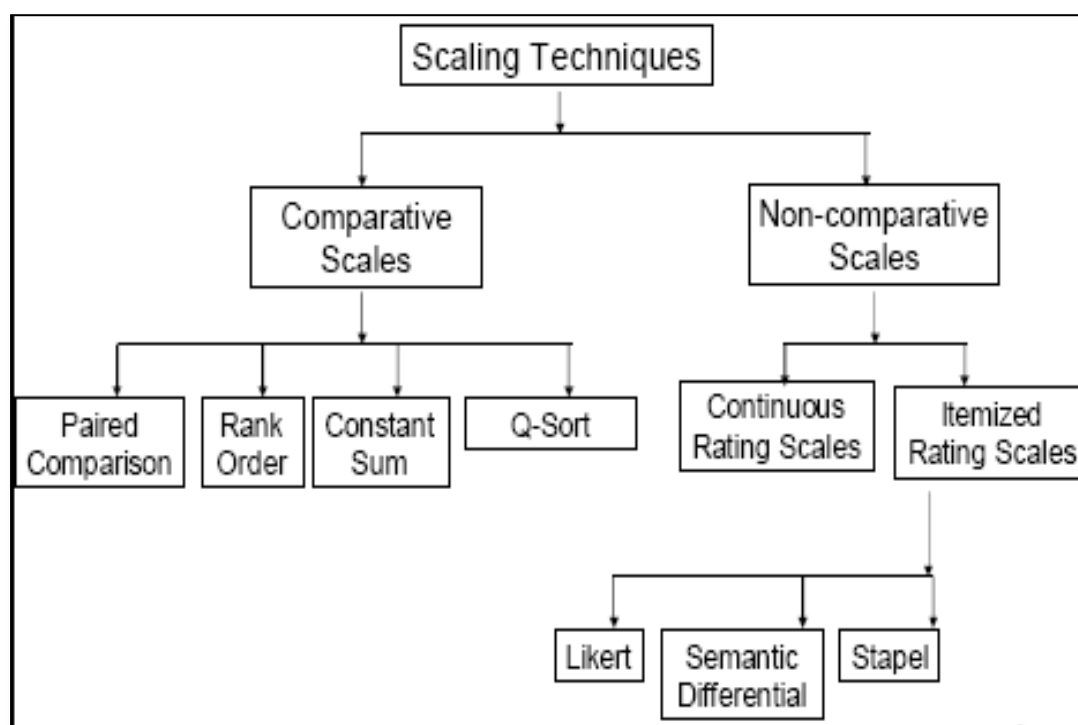 Scaling Techniques
Comparative
Scales
Non-comparative
Scales
Paired
Comparison
Rank
Order
Constant
Sum
Q-Sort
Continuous
Rating Scales
Itemized
Rating Scales
Likert
Semantic
Differential
Stapel